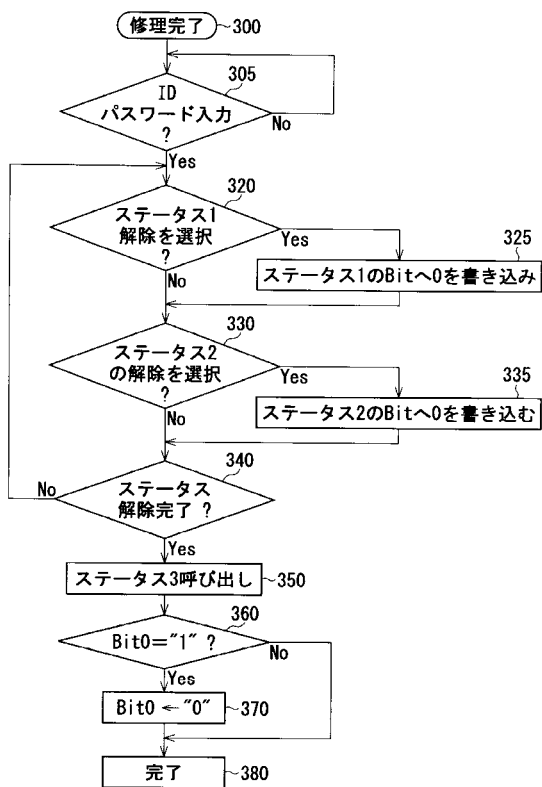 修理完了
300
305
ID
パスワード入力
?
No
Yes
320
ステータス1
解除を選択
?
Yes
325
ステータス1のBitへ0を書き込み
No
330
ステータス2
の解除を選択
?
Yes
335
ステータス2のBitへ0を書き込む
No
340
No
ステータス
解除完了 ?
Yes
ステータス3呼び出し
350
360
Bit0="1" ?
No
Yes
Bit0 ← "0"
370
完了
380